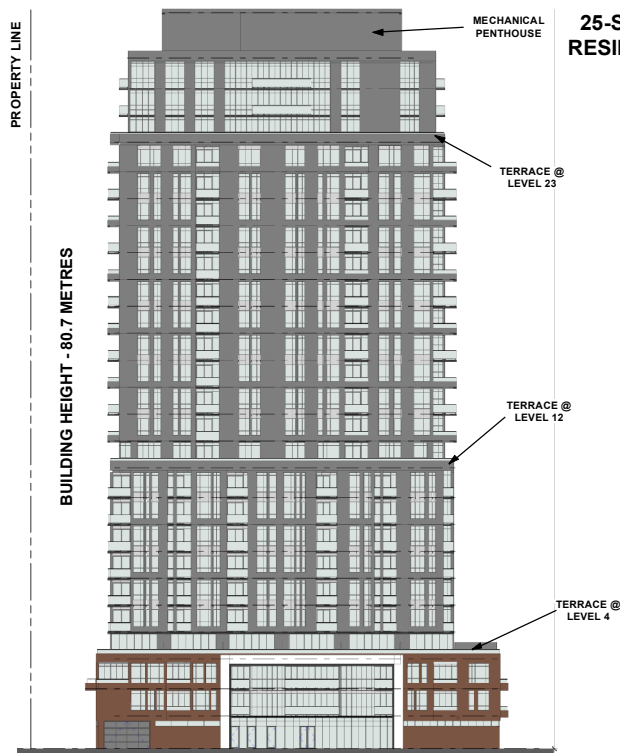 MECHANICAL
PENTHOUSE
25-S
RESI
PROPERTY LINE
TERRACE @
LEVEL 23
BUILDING HEIGHT - 80.7 METRES
TERRACE @
LEVEL 12
TERRACE @
LEVEL 4